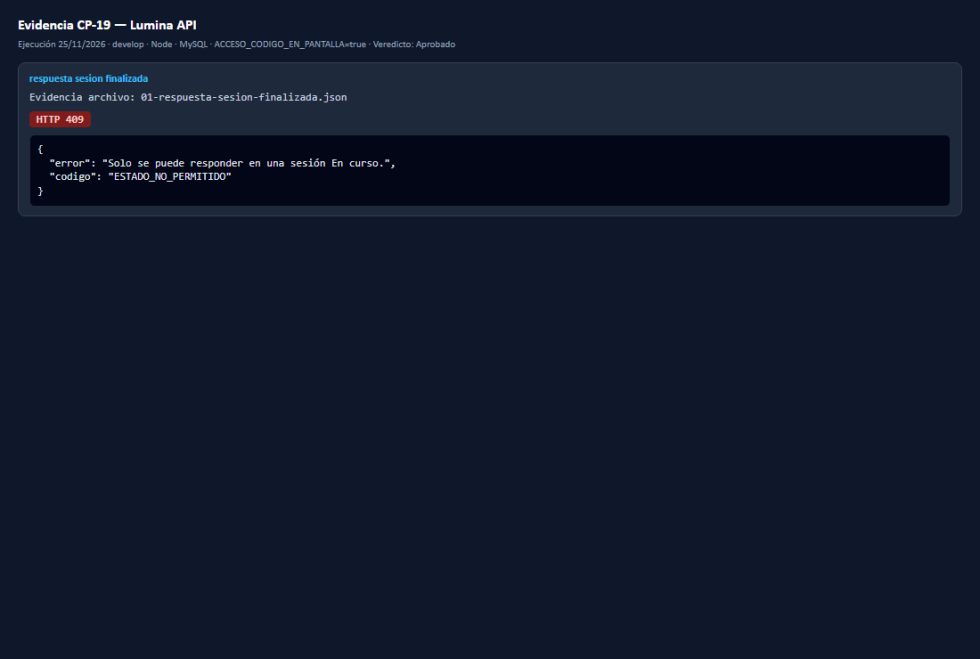 Evidencia CP-19 — Lumina API
Ejecución 25/11/2026 · develop · Node · MySQL · ACCESO_CODIGO_EN_PANTALLA=true · Veredicto: Aprobado
respuesta sesion finalizada
Evidencia archivo: 01-respuesta-sesion-finalizada.json
HTTP 409
{
  "error": "Solo se puede responder en una sesión En curso.",
  "codigo": "ESTADO_NO_PERMITIDO"
}